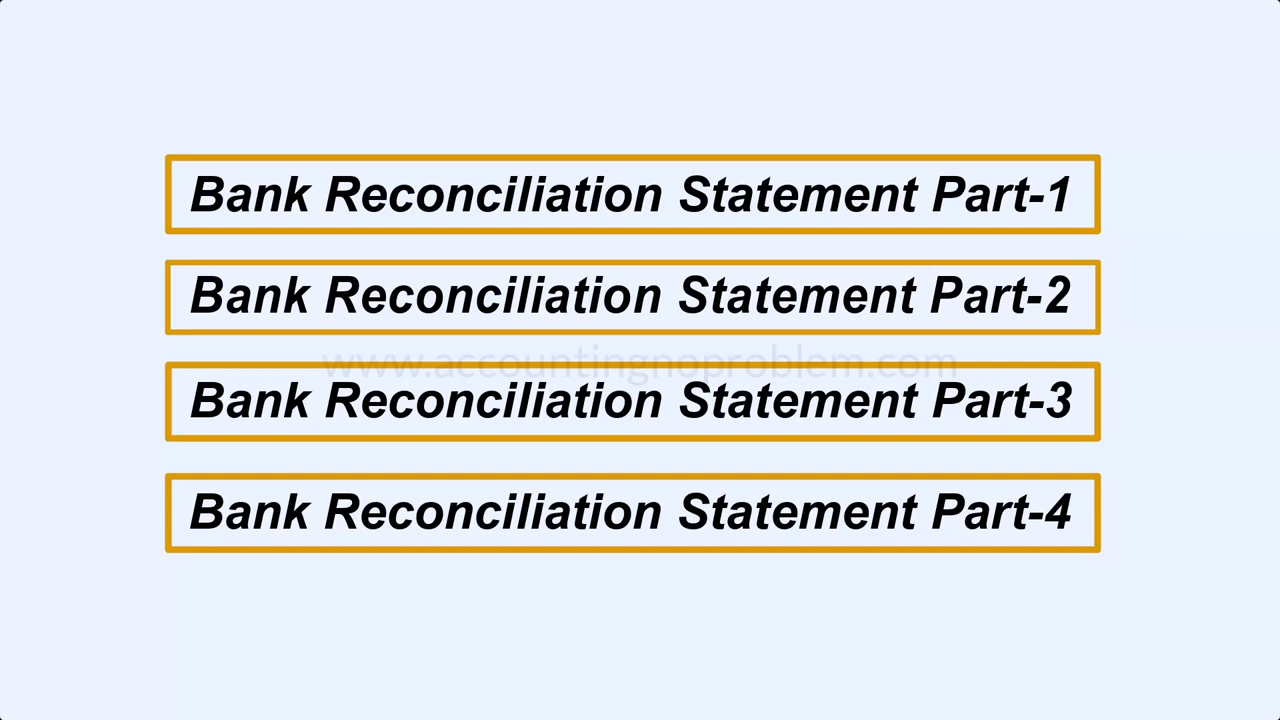 Bank Reconciliation Statement Part-1
Bank Reconciliation Statement Part-2
www.accountingnoproblem.com
Bank Reconciliation Statement Part-3
Bank Reconciliation Statement Part-4